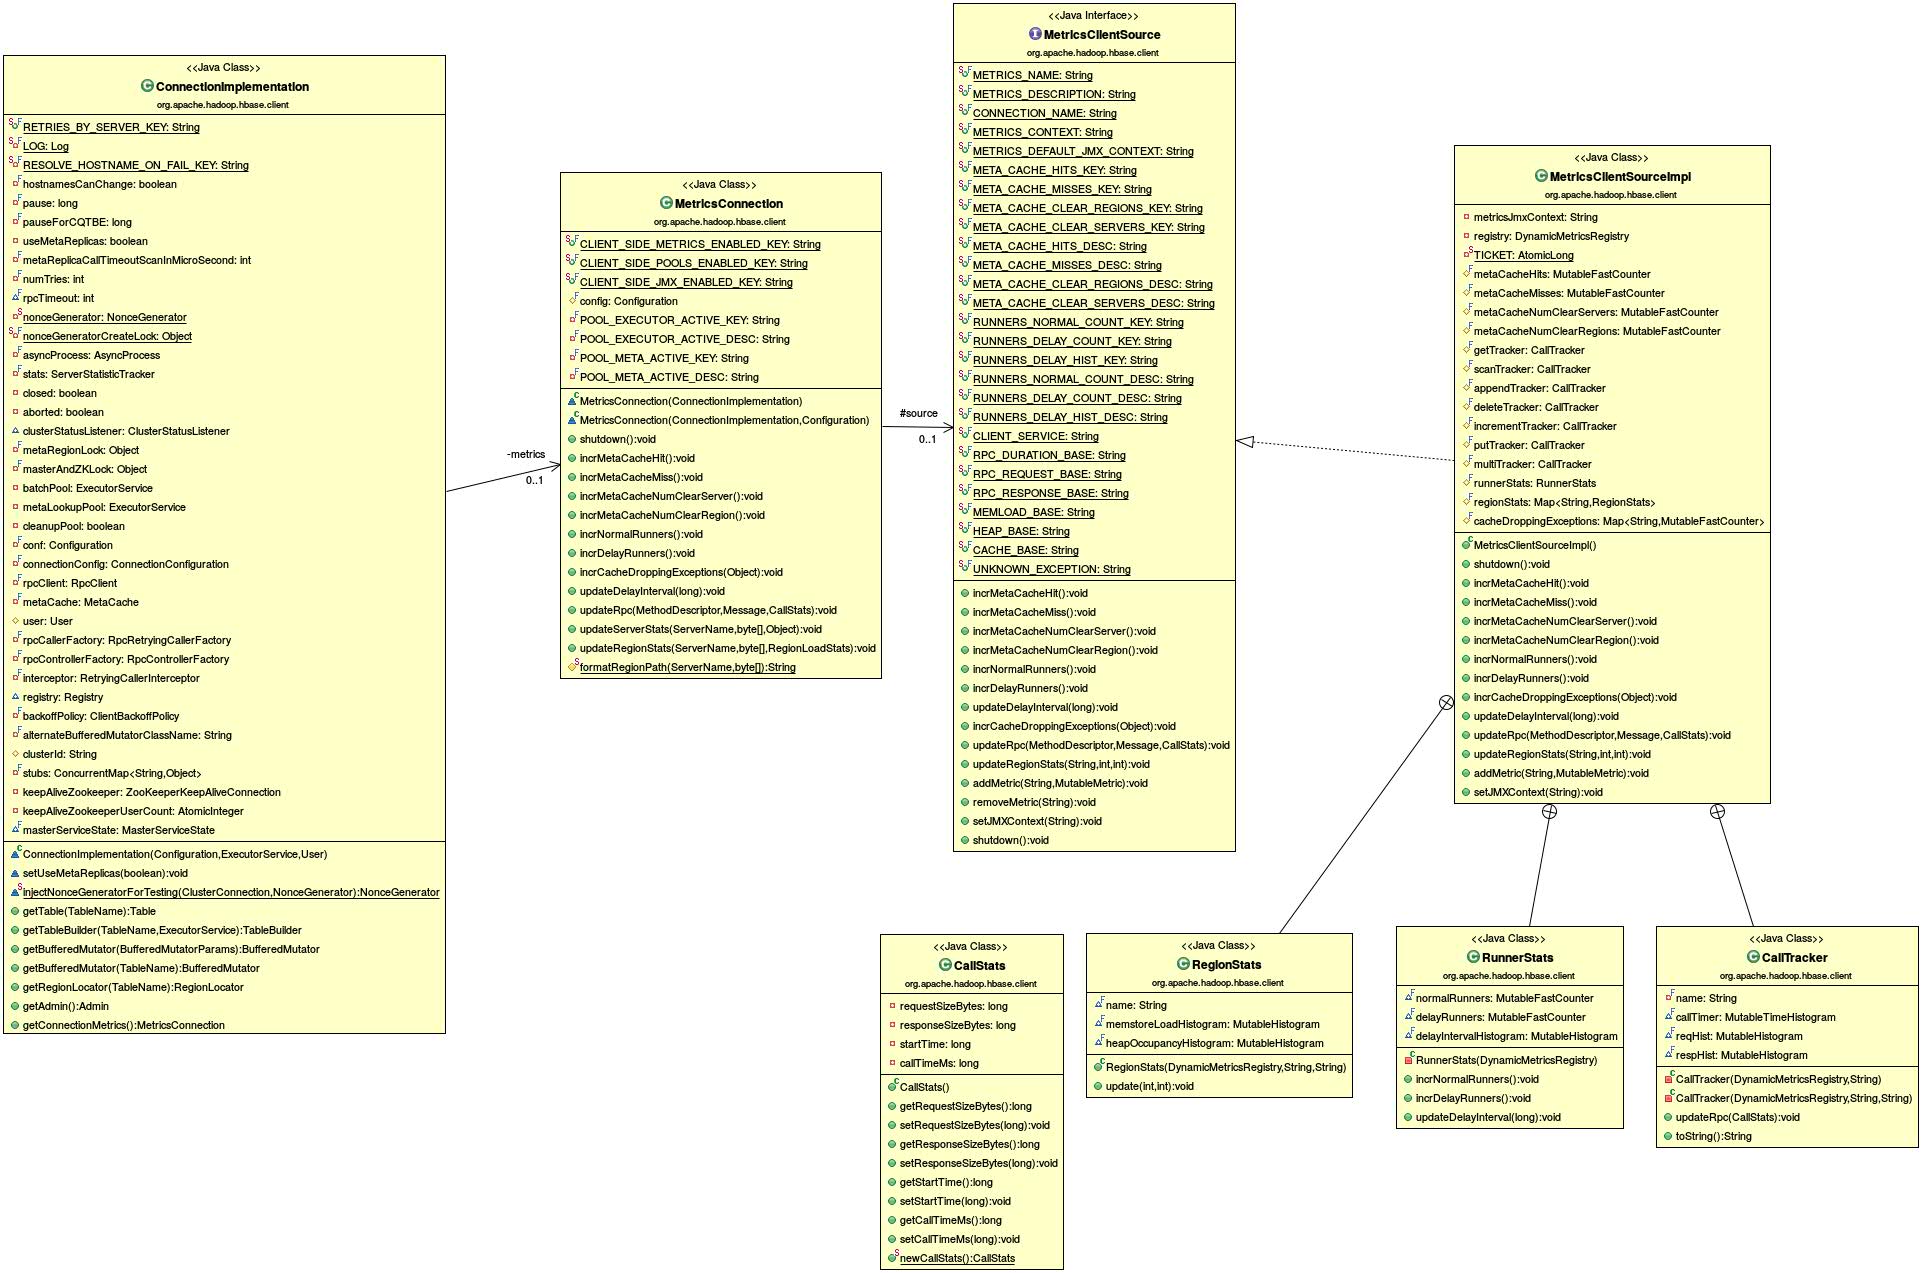 <<Java Class>>
ConnectionImplementation
org.apache.hadoop.hbase.client
RETRIES_BY_SERVER_KEY: String
LOG: Log
RESOLVE_HOSTNAME_ON_FAIL_KEY: String
hostnamesCanChange: boolean
pause: long
pauseForCQTBE: long
useMetaReplicas: boolean
metaReplicaCallTimeoutScanInMicroSecond: int
numTries: int
rpcTimeout: int
nonceGenerator: NonceGenerator
nonceGeneratorCreateLock: Object
asyncProcess: AsyncProcess
stats: ServerStatisticTracker
closed: boolean
aborted: boolean
clusterStatusListener: ClusterStatusListener
metaRegionLock: Object
masterAndZKLock: Object
batchPool: ExecutorService
metaLookupPool: ExecutorService
cleanupPool: boolean
conf: Configuration
connectionConfig: ConnectionConfiguration
rpcClient: RpcClient
metaCache: MetaCache
user: User
rpcCallerFactory: RpcRetryingCallerFactory
rpcControllerFactory: RpcControllerFactory
interceptor: RetryingCallerInterceptor
registry: Registry
backoffPolicy: ClientBackoffPolicy
alternateBufferedMutatorClassName: String
clusterId: String
stubs: ConcurrentMap<String,Object>
keepAliveZookeeper: ZooKeeperKeepAliveConnection
keepAliveZookeeperUserCount: AtomicInteger
masterServiceState: MasterServiceState
ConnectionImplementation(Configuration,ExecutorService,User)
setUseMetaReplicas(boolean):void
injectNonceGeneratorForTesting(ClusterConnection,NonceGenerator):NonceGenerator
getTable(TableName):Table
getTableBuilder(TableName,ExecutorService):TableBuilder
getBufferedMutator(BufferedMutatorParams):BufferedMutator
getBufferedMutator(TableName):BufferedMutator
getRegionLocator(TableName):RegionLocator
getAdmin():Admin
getConnectionMetrics():MetricsConnection
-metrics
0..1
<<Java Class>>
MetricsConnection
org.apache.hadoop.hbase.client
CLIENT_SIDE_METRICS_ENABLED_KEY: String
CLIENT_SIDE_POOLS_ENABLED_KEY: String
CLIENT_SIDE_JMX_ENABLED_KEY: String
config: Configuration
POOL_EXECUTOR_ACTIVE_KEY: String
POOL_EXECUTOR_ACTIVE_DESC: String
POOL_META_ACTIVE_KEY: String
POOL_META_ACTIVE_DESC: String
MetricsConnection(ConnectionImplementation)
MetricsConnection(ConnectionImplementation,Configuration)
shutdown():void
incrMetaCacheHit():void
incrMetaCacheMiss():void
incrMetaCacheNumClearServer():void
incrMetaCacheNumClearRegion():void
incrNormalRunners():void
incrDelayRunners():void
incrCacheDroppingExceptions(Object):void
updateDelayInterval(long):void
updateRpc(MethodDescriptor,Message,CallStats):void
updateServerStats(ServerName,byte[],Object):void
updateRegionStats(ServerName,byte[],RegionLoadStats):void
formatRegionPath(ServerName,byte[]):String
#source
0..1
<<Java Interface>>
MetricsClientSource
org.apache.hadoop.hbase.client
METRICS_NAME: String
METRICS_DESCRIPTION: String
CONNECTION_NAME: String
METRICS_CONTEXT: String
METRICS_DEFAULT_JMX_CONTEXT: String
META_CACHE_HITS_KEY: String
META_CACHE_MISSES_KEY: String
META_CACHE_CLEAR_REGIONS_KEY: String
META_CACHE_CLEAR_SERVERS_KEY: String
META_CACHE_HITS_DESC: String
META_CACHE_MISSES_DESC: String
META_CACHE_CLEAR_REGIONS_DESC: String
META_CACHE_CLEAR_SERVERS_DESC: String
RUNNERS_NORMAL_COUNT_KEY: String
RUNNERS_DELAY_COUNT_KEY: String
RUNNERS_DELAY_HIST_KEY: String
RUNNERS_NORMAL_COUNT_DESC: String
RUNNERS_DELAY_COUNT_DESC: String
RUNNERS_DELAY_HIST_DESC: String
CLIENT_SERVICE: String
RPC_DURATION_BASE: String
RPC_REQUEST_BASE: String
RPC_RESPONSE_BASE: String
MEMLOAD_BASE: String
HEAP_BASE: String
CACHE_BASE: String
UNKNOWN_EXCEPTION: String
incrMetaCacheHit():void
incrMetaCacheMiss():void
incrMetaCacheNumClearServer():void
incrMetaCacheNumClearRegion():void
incrNormalRunners():void
incrDelayRunners():void
updateDelayInterval(long):void
incrCacheDroppingExceptions(Object):void
updateRpc(MethodDescriptor,Message,CallStats):void
updateRegionStats(String,int,int):void
addMetric(String,MutableMetric):void
removeMetric(String):void
setJMXContext(String):void
shutdown():void
<<Java Class>>
MetricsClientSourceImpl
org.apache.hadoop.hbase.client
metricsJmxContext: String
registry: DynamicMetricsRegistry
TICKET: AtomicLong
metaCacheHits: MutableFastCounter
metaCacheMisses: MutableFastCounter
metaCacheNumClearServers: MutableFastCounter
metaCacheNumClearRegions: MutableFastCounter
getTracker: CallTracker
scanTracker: CallTracker
appendTracker: CallTracker
deleteTracker: CallTracker
incrementTracker: CallTracker
putTracker: CallTracker
multiTracker: CallTracker
runnerStats: RunnerStats
regionStats: Map<String,RegionStats>
cacheDroppingExceptions: Map<String,MutableFastCounter>
MetricsClientSourceImpl()
shutdown():void
incrMetaCacheHit():void
incrMetaCacheMiss():void
incrMetaCacheNumClearServer():void
incrMetaCacheNumClearRegion():void
incrNormalRunners():void
incrDelayRunners():void
incrCacheDroppingExceptions(Object):void
updateDelayInterval(long):void
updateRpc(MethodDescriptor,Message,CallStats):void
updateRegionStats(String,int,int):void
addMetric(String,MutableMetric):void
setJMXContext(String):void
<<Java Class>>
CallStats
org.apache.hadoop.hbase.client
requestSizeBytes: long
responseSizeBytes: long
startTime: long
callTimeMs: long
CallStats()
getRequestSizeBytes():long
setRequestSizeBytes(long):void
getResponseSizeBytes():long
setResponseSizeBytes(long):void
getStartTime():long
setStartTime(long):void
getCallTimeMs():long
setCallTimeMs(long):void
newCallStats():CallStats
<<Java Class>>
RegionStats
org.apache.hadoop.hbase.client
name: String
memstoreLoadHistogram: MutableHistogram
heapOccupancyHistogram: MutableHistogram
RegionStats(DynamicMetricsRegistry,String,String)
update(int,int):void
<<Java Class>>
RunnerStats
org.apache.hadoop.hbase.client
normalRunners: MutableFastCounter
delayRunners: MutableFastCounter
delayIntervalHistogram: MutableHistogram
RunnerStats(DynamicMetricsRegistry)
incrNormalRunners():void
incrDelayRunners():void
updateDelayInterval(long):void
<<Java Class>>
CallTracker
org.apache.hadoop.hbase.client
name: String
callTimer: MutableTimeHistogram
reqHist: MutableHistogram
respHist: MutableHistogram
CallTracker(DynamicMetricsRegistry,String)
CallTracker(DynamicMetricsRegistry,String,String)
updateRpc(CallStats):void
toString():String